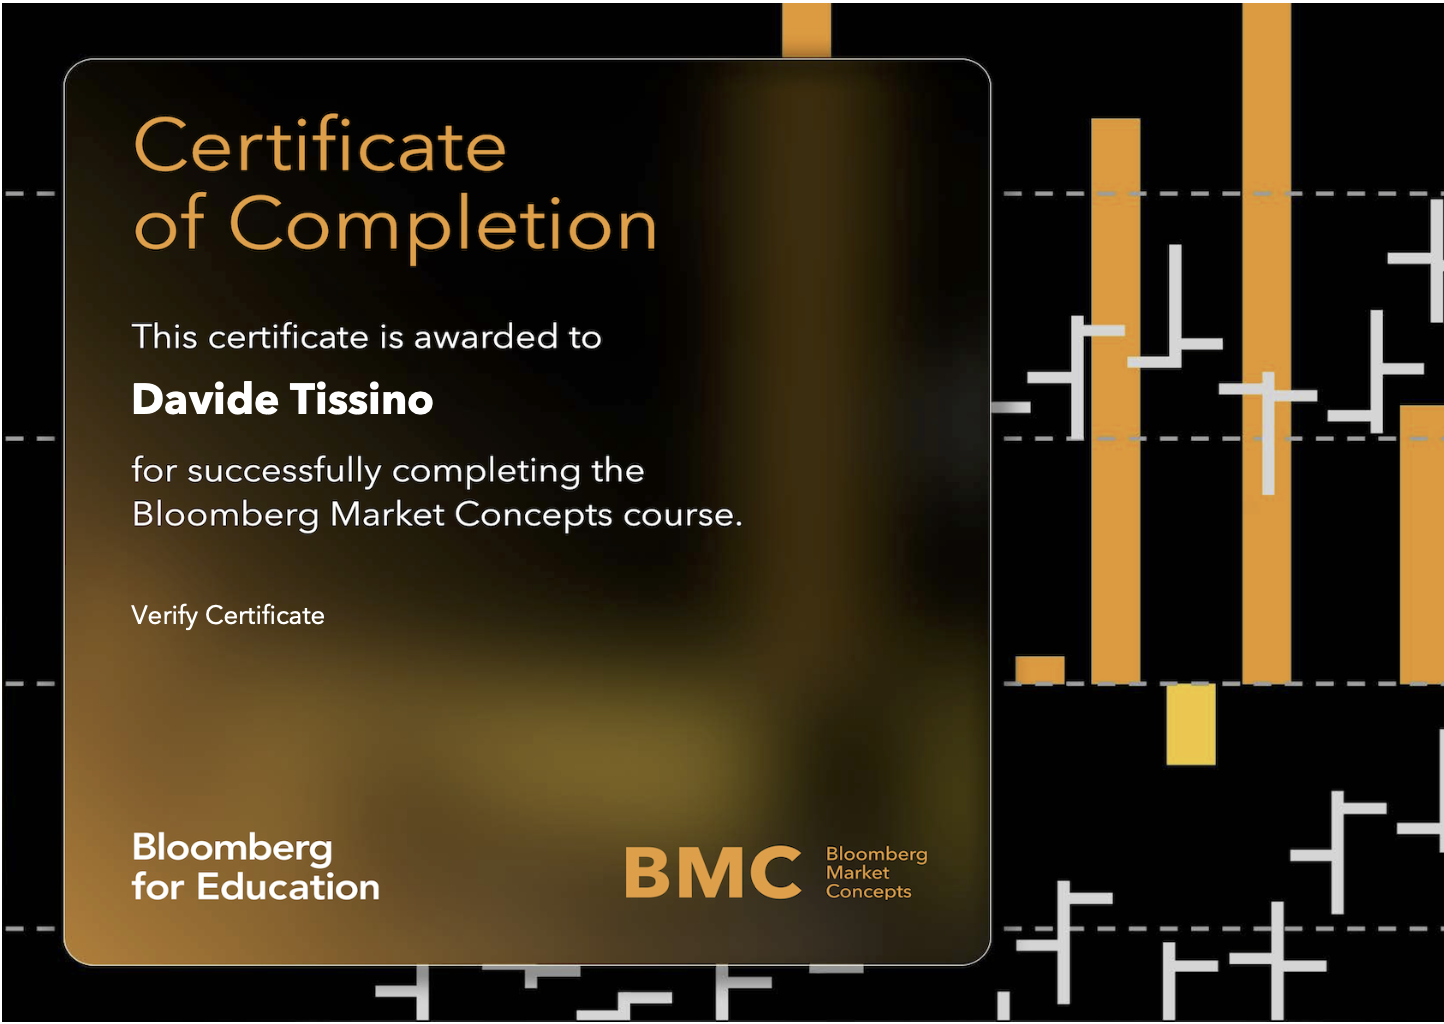 Certificate
of Completion
This certificate is awarded to
Davide Tissino
for successfully completing the
Bloomberg Market Concepts course.
Verify Certificate
Bloomberg
for Education
BMC
Bloomberg
Market
Concepts